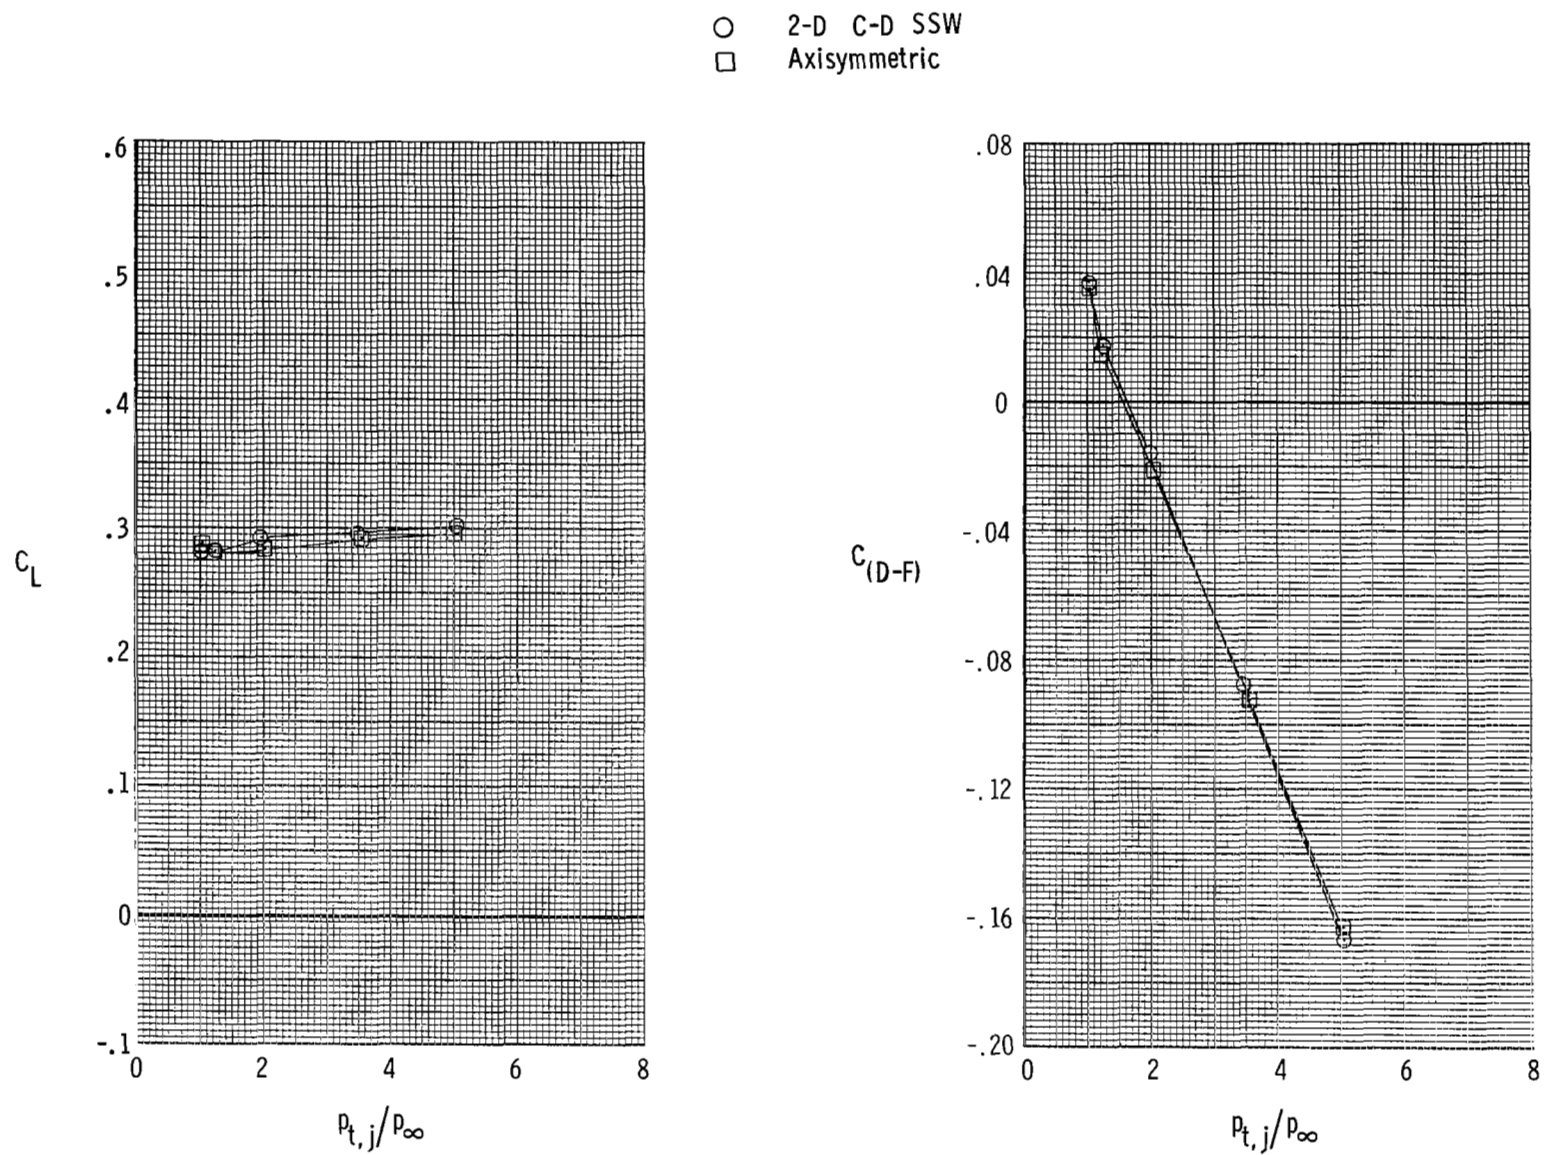 2-D C-D SSW
Axisymmetric
.6
.5
.4
.3
.2
.1
0
-.1
C_L
0 2 4 6 8
p_t,j/p_∞
.08
.04
0
-.04
-.08
-.12
-.16
-.20
C_(D-F)
0 2 4 6 8
p_t,j/p_∞